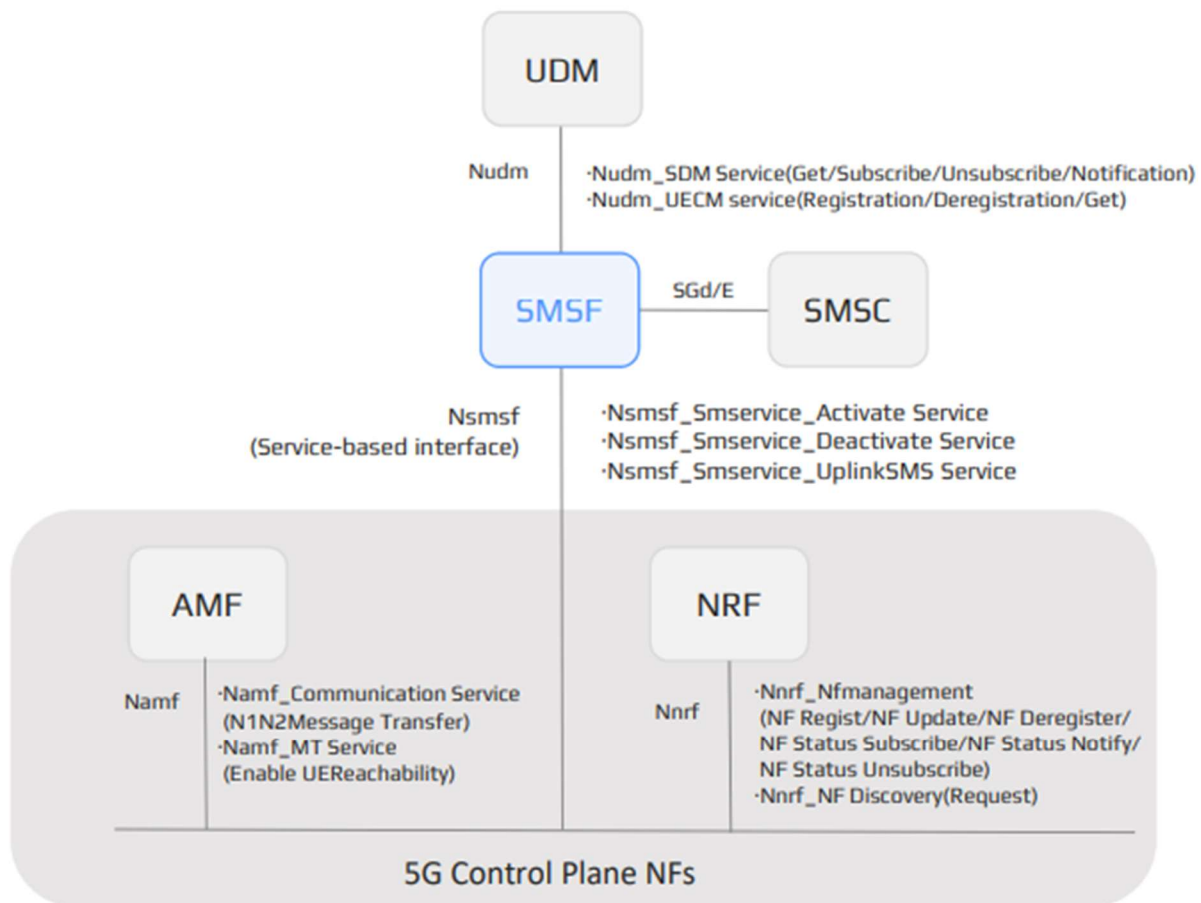 UDM
Nudm
·Nudm_SDM Service(Get/Subscribe/Unsubscribe/Notification)
·Nudm_UECM service(Registration/Deregistration/Get)
SMSF
SGd/E
SMSC
Nsmsf
(Service-based interface)
·Nsmsf_Smservice_Activate Service
·Nsmsf_Smservice_Deactivate Service
·Nsmsf_Smservice_UplinkSMS Service
AMF
Namf
·Namf_Communication Service
(N1N2Message Transfer)
·Namf_MT Service
(Enable UEReachability)
NRF
Nnrf
·Nnrf_Nfmanagement
(NF Regist/NF Update/NF Deregister/
NF Status Subscribe/NF Status Notify/
NF Status Unsubscribe)
·Nnrf_NF Discovery(Request)
5G Control Plane NFs